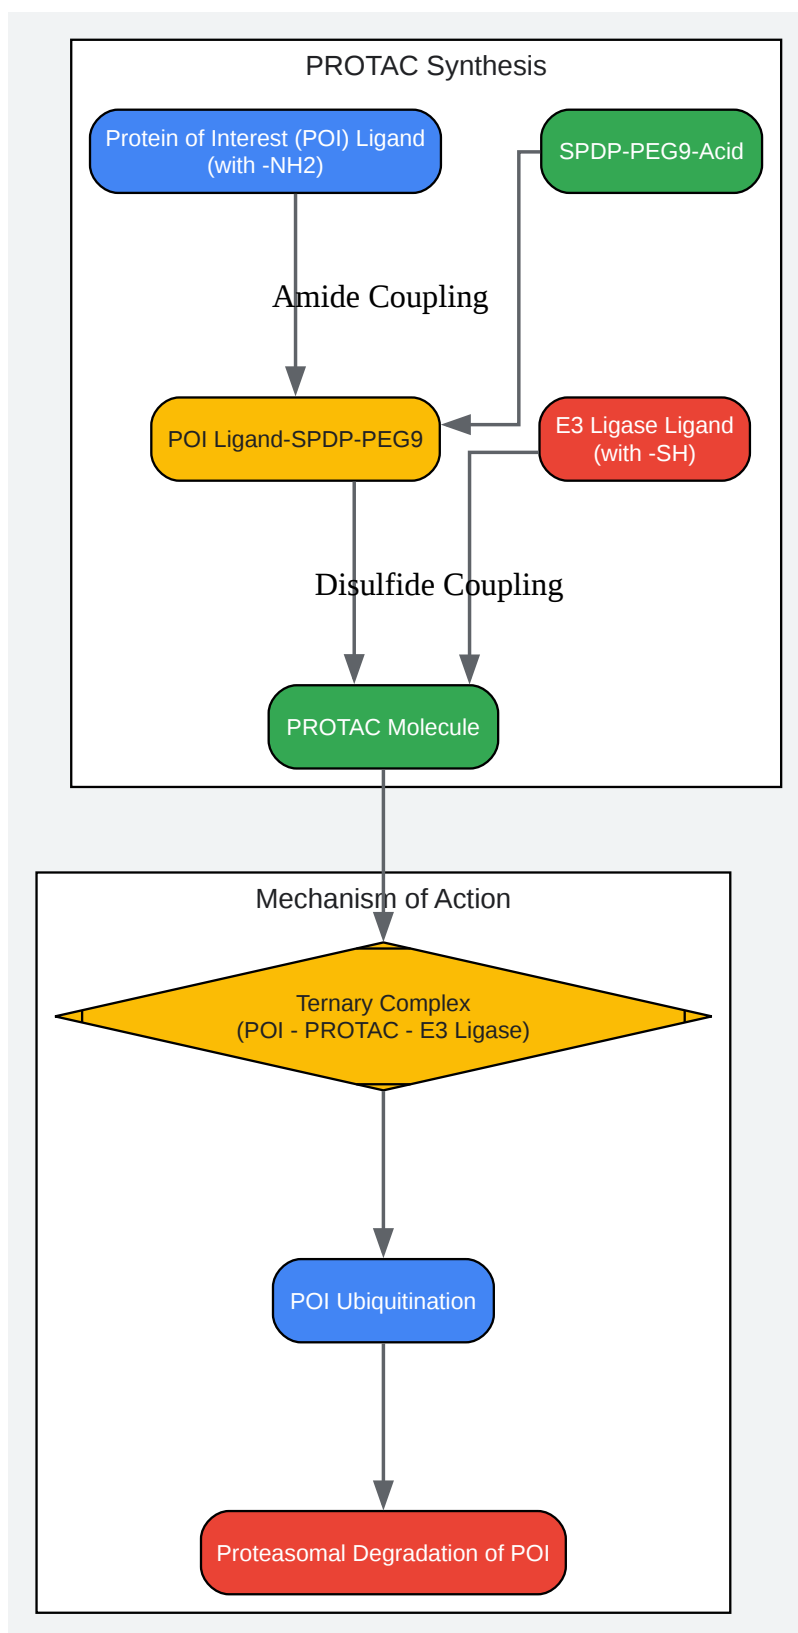 PROTAC Synthesis
Protein of Interest (POI) Ligand
(with -NH2)
SPDP-PEG9-Acid
Amide Coupling
POI Ligand-SPDP-PEG9
E3 Ligase Ligand
(with -SH)
Disulfide Coupling
PROTAC Molecule
Mechanism of Action
Ternary Complex
(POI - PROTAC - E3 Ligase)
POI Ubiquitination
Proteasomal Degradation of POI